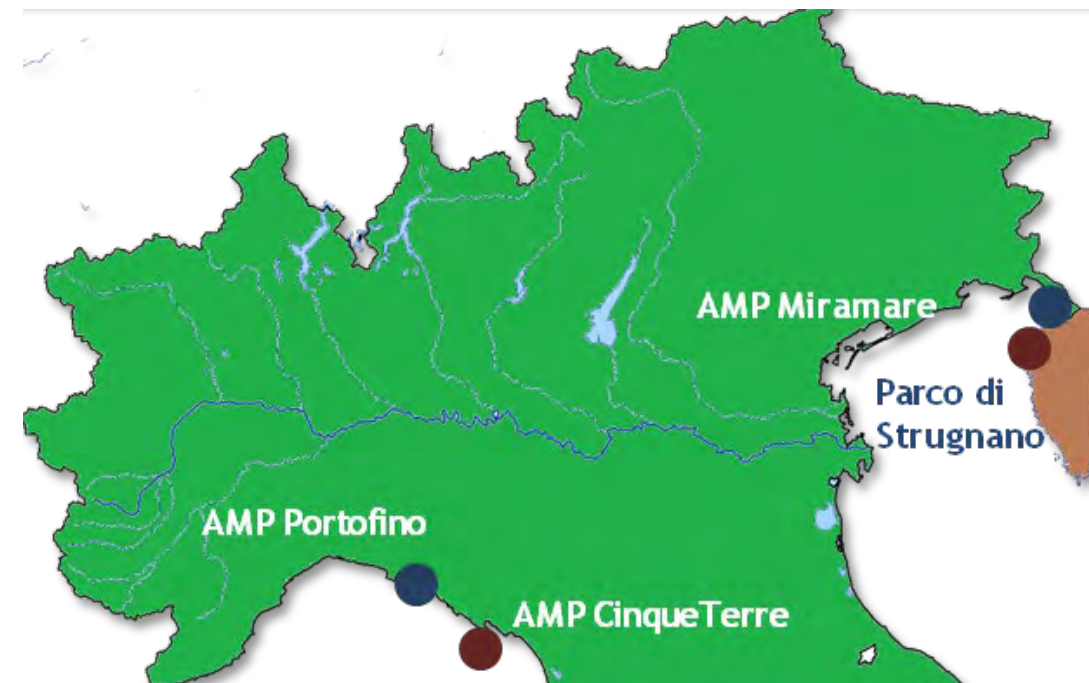 AMP Miramare
Parco di
Strugnano
AMP Portofino
AMP CinqueTerre